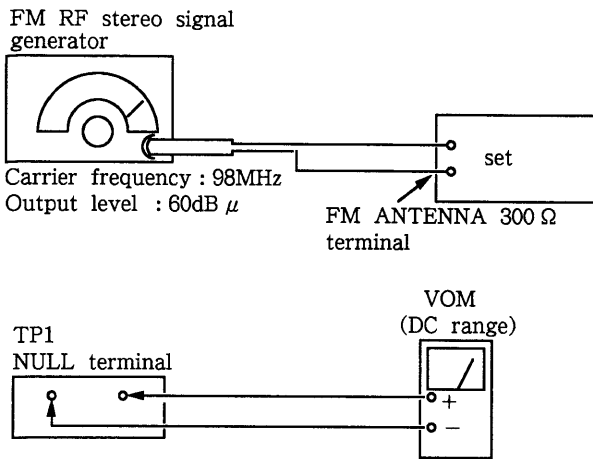 FM RF stereo signal
generator
set
Carrier frequency : 98MHz
Output level : 60dB μ
FM ANTENNA 300 Ω
terminal
VOM
(DC range)
TP1
NULL terminal
+
−